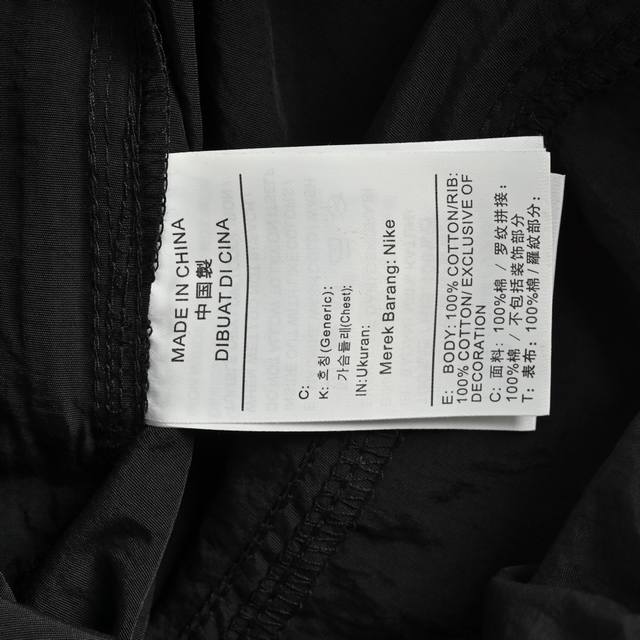 MADE IN CHINA
中国製
DIBUAT DI CINA
C:
K: 호칭(Generic):
가슴둘레(Chest):
IN:Ukuran:
Merek Barang: Nike
E: BODY: 100% COTTON/RIB:
100% COTTON/ EXCLUSIVE OF
DECORATION
C: 面料: 100%棉 / 罗纹拼接:
100%棉 / 不包括装饰部分
T: 表布: 100%棉/羅紋部分: